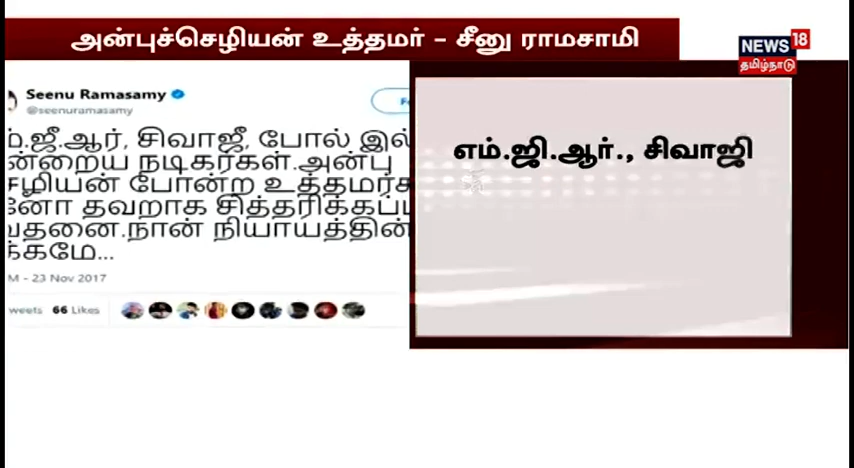 அன்புச்செழியன் உத்தமர் – சீனு ராமசாமி
NEWS 18
தமிழ்நாடு
Seenu Ramasamy
@seenuramasamy
ம்.ஜீ.ஆர், சிவாஜீ, போல் இல்
ன்றைய நடிகர்கள்.அன்பு
செழியன் போன்ற உத்தமர்க
னோ தவறாக சித்தரிக்கப்ப
வதனை.நான் நியாயத்தின்
க்கமே...
M - 23 Nov 2017
weets 66 Likes
எம்.ஜி.ஆர்., சிவாஜி